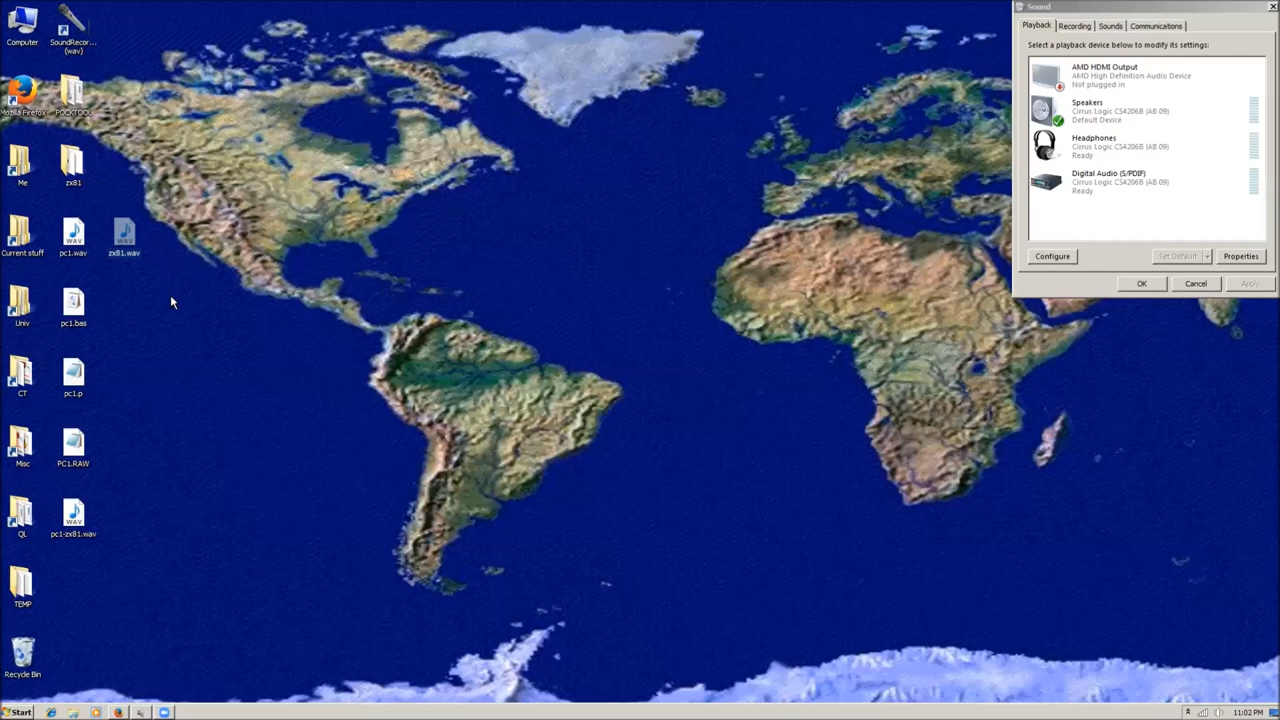 Computer
SoundRecor...
(wav)
Mozilla Firefox
POCKTOOL
Me
zx81
Current stuff
pc1.wav
zx81.wav
Univ
pc1.bas
CT
pc1.p
Misc
PC1.RAW
QL
pc1-zx81.wav
TEMP
Recycle Bin
Sound
Playback
Recording
Sounds
Communications
Select a playback device below to modify its settings:
AMD HDMI Output
AMD High Definition Audio Device
Not plugged in
Speakers
Cirrus Logic CS4206B (AB 09)
Default Device
Headphones
Cirrus Logic CS4206B (AB 09)
Ready
Digital Audio (S/PDIF)
Cirrus Logic CS4206B (AB 09)
Ready
Configure
Set Default
Properties
OK
Cancel
Apply
Start
11:02 PM